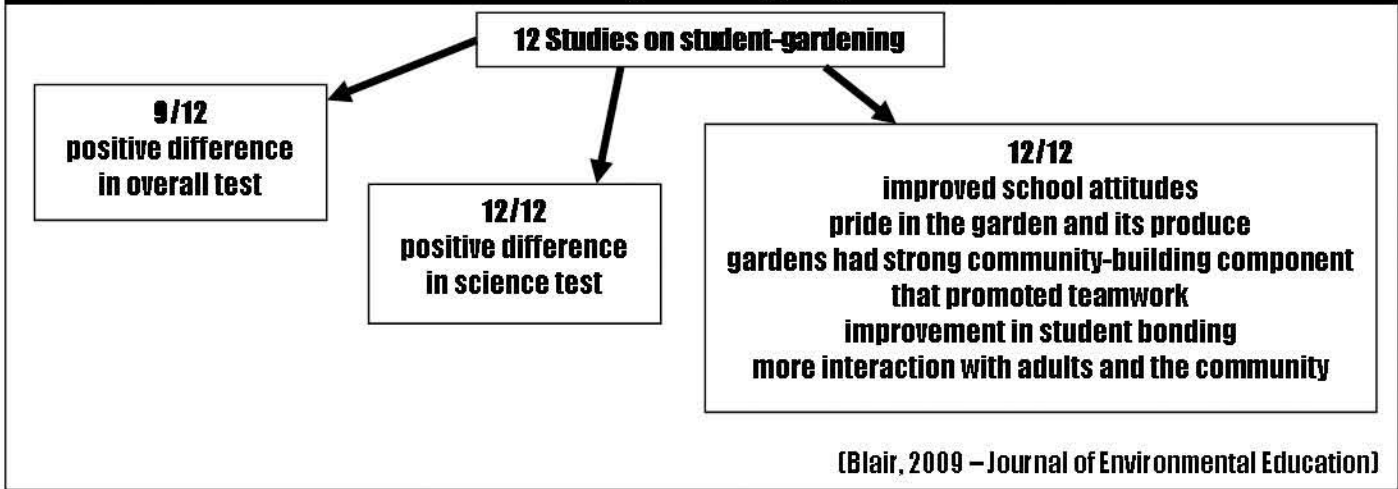 12 Studies on student-gardening
9/12
positive difference
in overall test
12/12
positive difference
in science test
12/12
improved school attitudes
pride in the garden and its produce
gardens had strong community-building component
that promoted teamwork
improvement in student bonding
more interaction with adults and the community
(Blair, 2009 – Journal of Environmental Education)